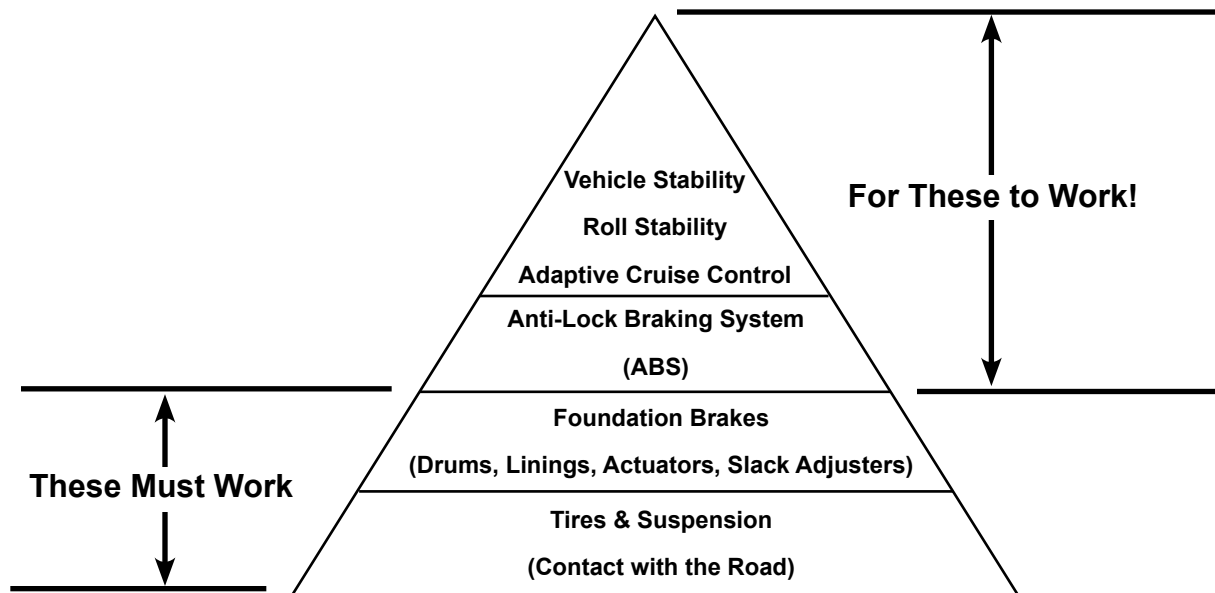 Vehicle Stability
Roll Stability
Adaptive Cruise Control
For These to Work!
Anti-Lock Braking System
(ABS)
Foundation Brakes
(Drums, Linings, Actuators, Slack Adjusters)
These Must Work
Tires & Suspension
(Contact with the Road)